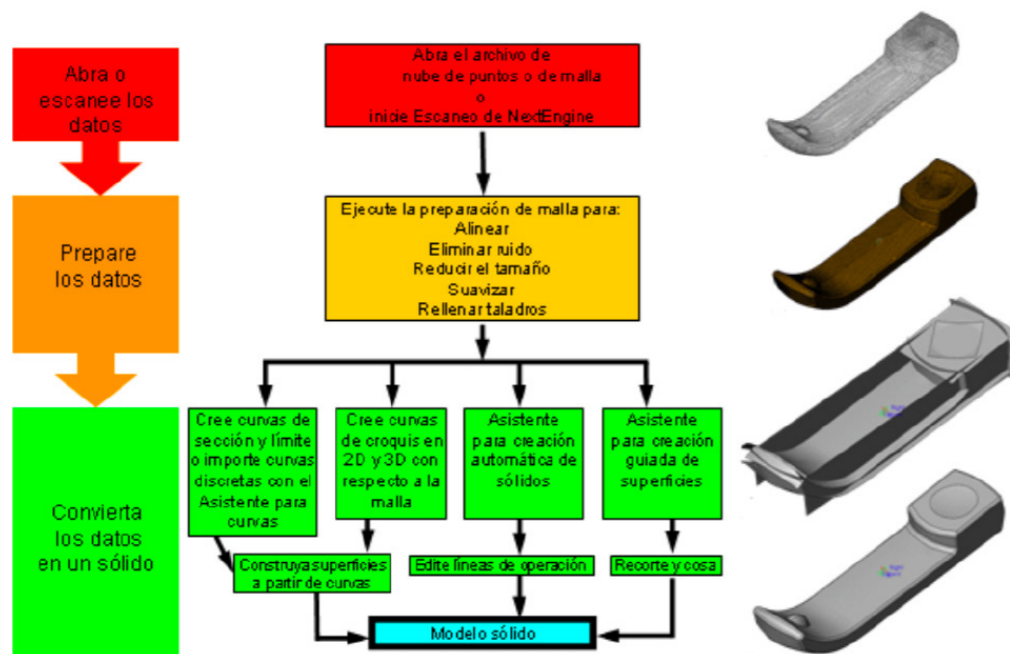 Abra o
escanee los
datos
Abra el archivo de
nube de puntos o de malla
o
inicie Escaneo de NextEngine
Prepare
los datos
Ejecute la preparación de malla para:
Alinear
Eliminar ruido
Reducir el tamaño
Suavizar
Rellenar taladros
Convierta
los datos
en un sólido
Cree curvas de
sección y límite
o importe curvas
discretas con el
Asistente para
curvas
Cree curvas
de croquis en
2D y 3D con
respecto a la
malla
Asistente
para creación
automática de
sólidos
Asistente
para creación
guiada de
superficies
Construya superficies
a partir de curvas
Edite líneas de operación
Recorte y cosa
Modelo sólido